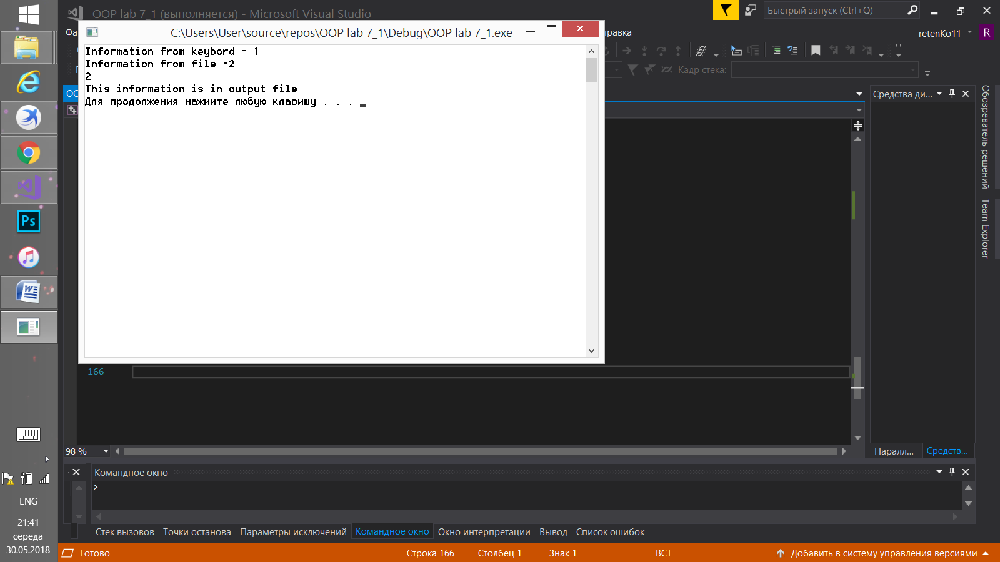 OOP lab 7_1 (выполняется) - Microsoft Visual Studio
Быстрый запуск (Ctrl+Q)
Фа
правка
retenKo11
R
C:\Users\User\source\repos\OOP lab 7_1\Debug\OOP lab 7_1.exe
Information from keybord - 1
Information from file -2
2
This information is in output file
Для продолжения нажмите любую клавишу . . .
Кадр стека:
OO
Средства ди...
Обозреватель решений
Team Explorer
Ps
W
166
98 %
Паралл...
Средств...
Командное окно
>
Стек вызовов
Точки останова
Параметры исключений
Командное окно
Окно интерпретации
Вывод
Список ошибок
Готово
Строка 166
Столбец 1
Знак 1
ВСТ
Добавить в систему управления версиями
ENG
21:41
середа
30.05.2018